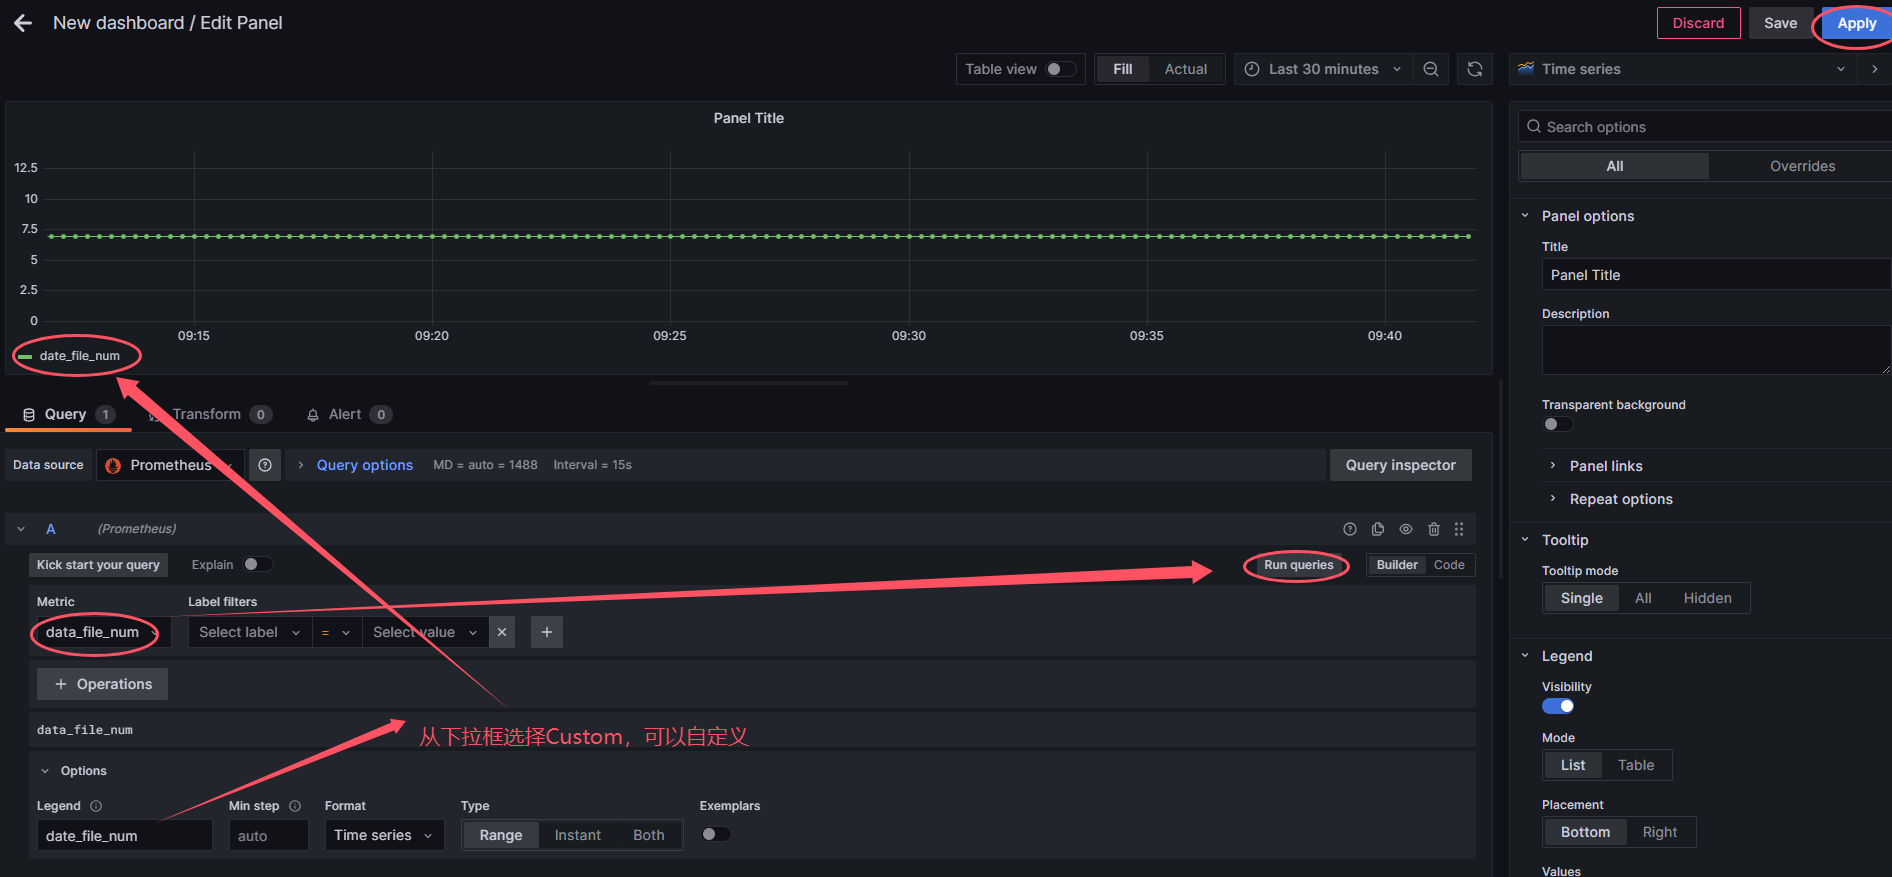 New dashboard / Edit Panel
Discard
Save
Apply
Table view
Fill
Actual
Last 30 minutes
Time series
Panel Title
12.5
10
7.5
5
2.5
0
09:15
09:20
09:25
09:30
09:35
09:40
date_file_num
Query 1
Transform 0
Alert 0
Data source
Prometheus
Query options
MD = auto = 1488
Interval = 15s
Query inspector
A
(Prometheus)
Kick start your query
Explain
Run queries
Builder
Code
Metric
Label filters
data_file_num
Select label
=
Select value
+ Operations
data_file_num
从下拉框选择Custom，可以自定义
Options
Legend
Min step
Format
Type
Exemplars
date_file_num
auto
Time series
Range
Instant
Both
Search options
All
Overrides
Panel options
Title
Panel Title
Description
Transparent background
Panel links
Repeat options
Tooltip
Tooltip mode
Single
All
Hidden
Legend
Visibility
Mode
List
Table
Placement
Bottom
Right
Values